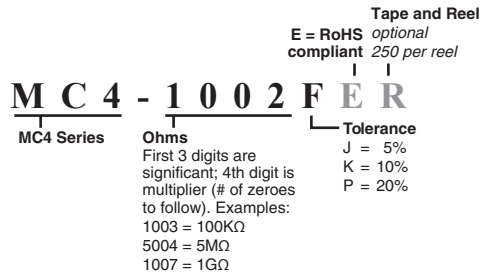 Tape and Reel
optional
250 per reel
E = RoHS
compliant
M C 4 - 1 0 0 2 F E R
MC4 Series
Ohms
First 3 digits are
significant; 4th digit is
multiplier (# of zeroes
to follow). Examples:
1003 = 100KΩ
5004 = 5MΩ
1007 = 1GΩ
Tolerance
J = 5%
K = 10%
P = 20%